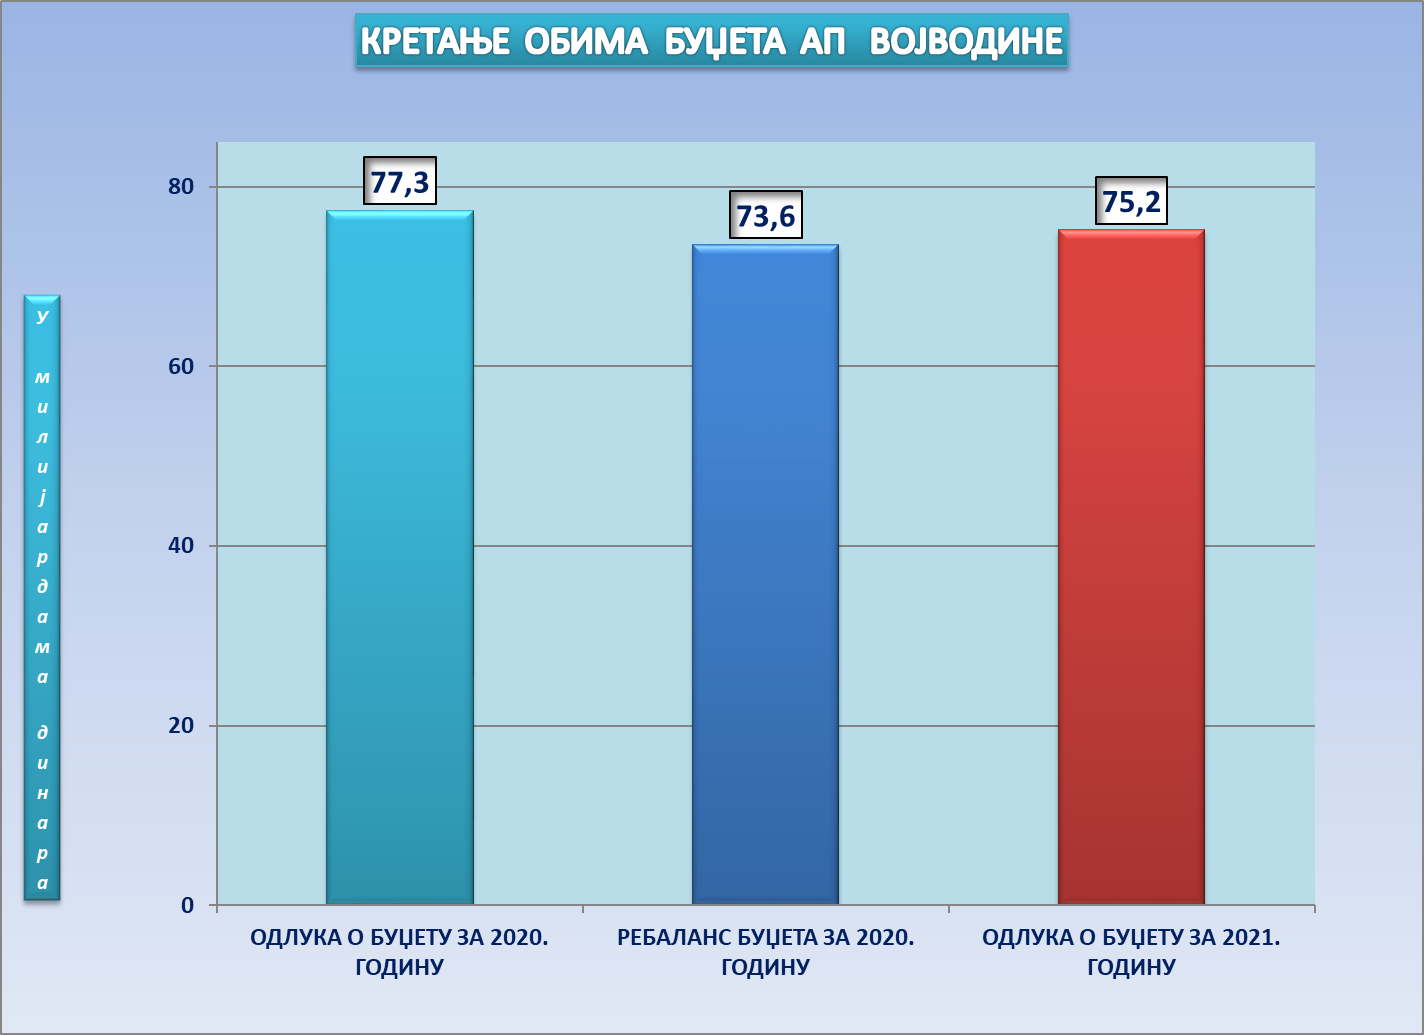 КРЕТАЊЕ ОБИМА БУЏЕТА АП ВОЈВОДИНЕ
У милијардама динара
80
60
40
20
0
77,3
73,6
75,2
ОДЛУКА О БУЏЕТУ ЗА 2020.
ГОДИНУ
РЕБАЛАНС БУЏЕТА ЗА 2020.
ГОДИНУ
ОДЛУКА О БУЏЕТУ ЗА 2021.
ГОДИНУ